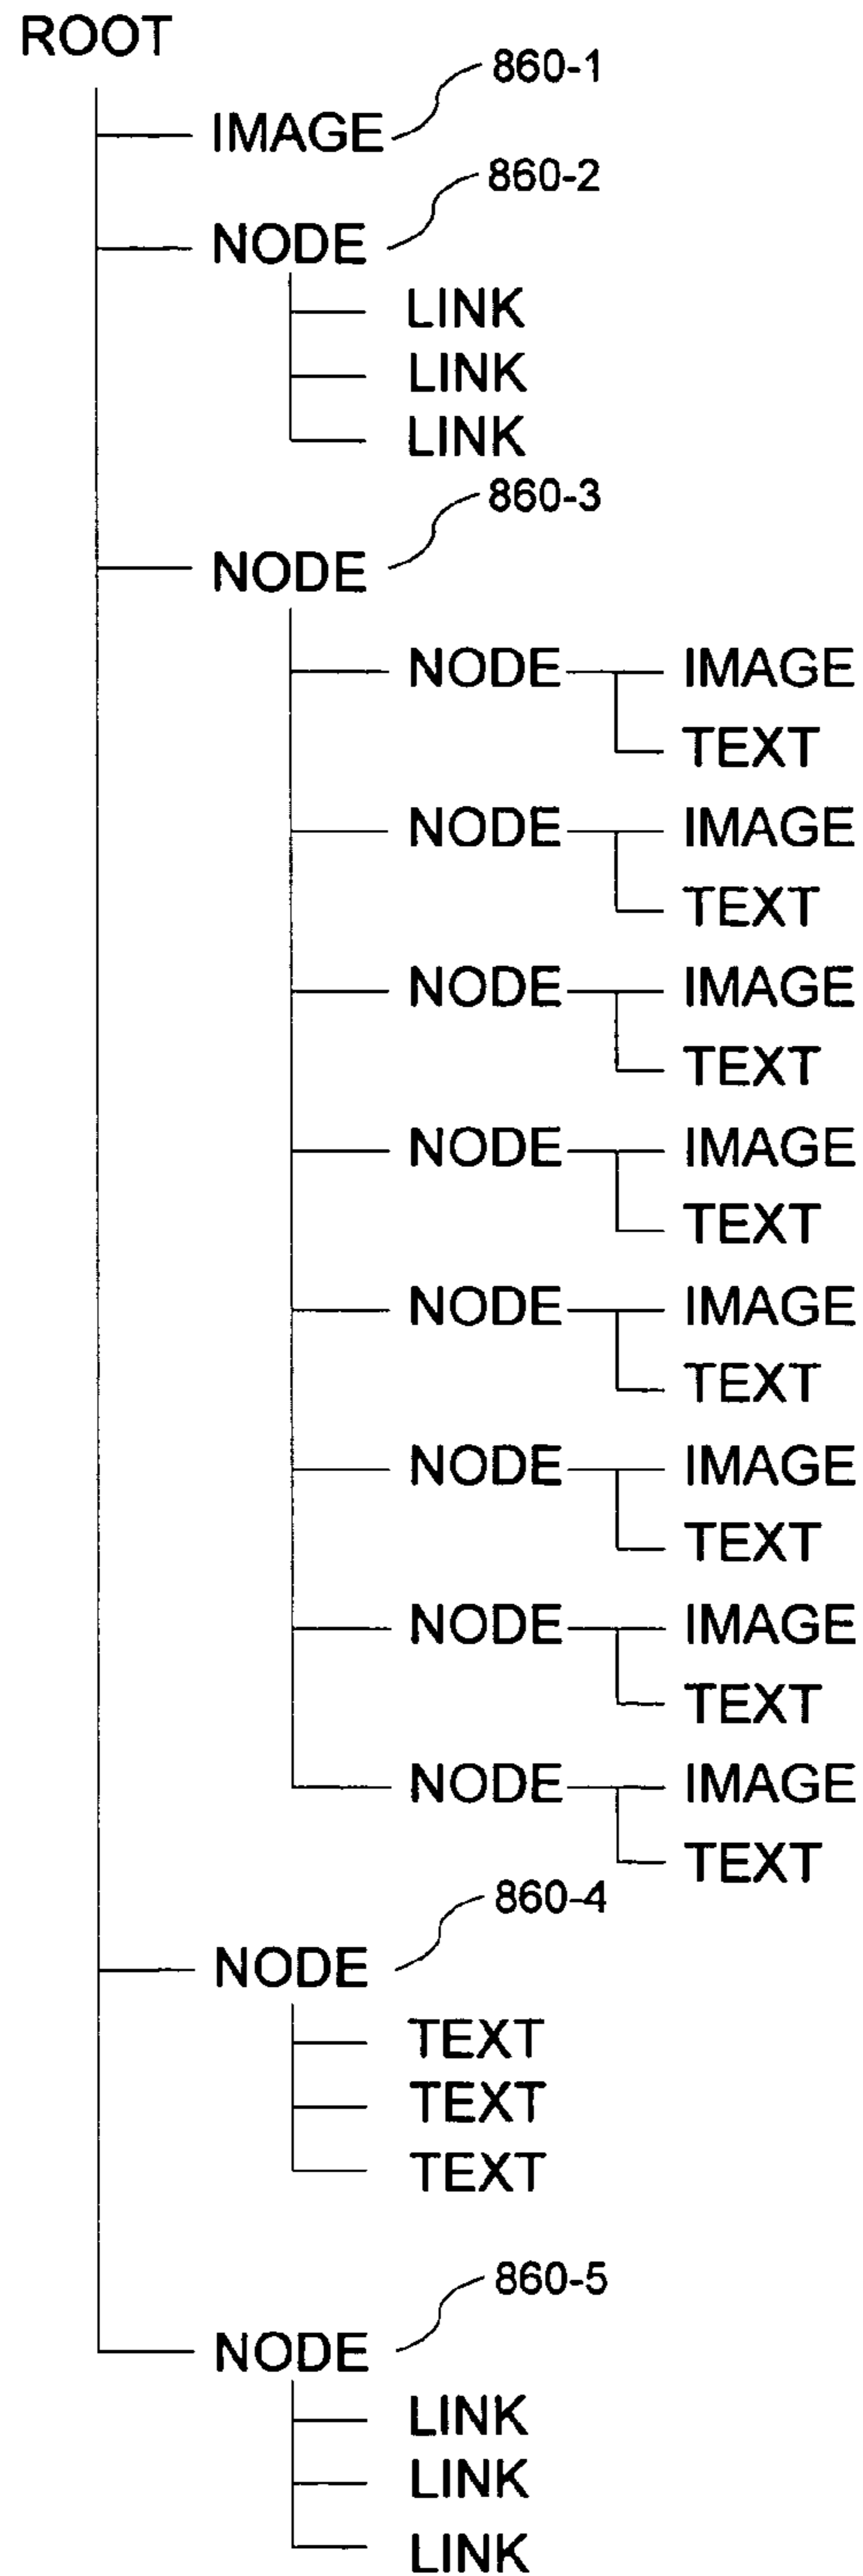 ROOT
860-1
IMAGE
860-2
NODE
LINK
LINK
LINK
860-3
NODE
NODE IMAGE
TEXT
NODE IMAGE
TEXT
NODE IMAGE
TEXT
NODE IMAGE
TEXT
NODE IMAGE
TEXT
NODE IMAGE
TEXT
NODE IMAGE
TEXT
NODE IMAGE
TEXT
860-4
NODE
TEXT
TEXT
TEXT
860-5
NODE
LINK
LINK
LINK